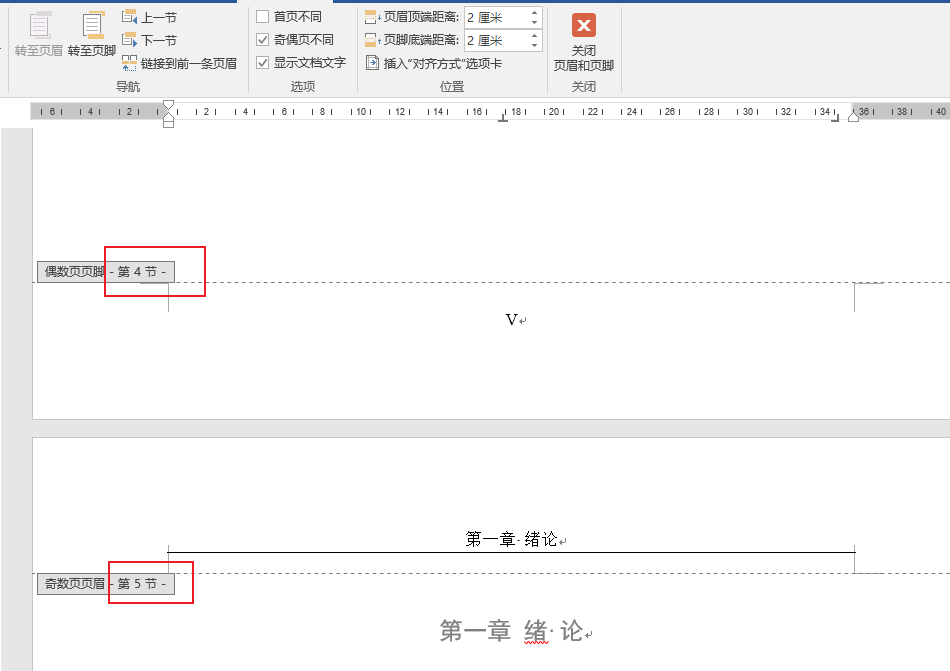 上一节 首页不同 页眉顶端距离: 2 厘米
转至页眉 转至页脚 下一节 奇偶页不同 页脚底端距离: 2 厘米 关闭
链接到前一条页眉 显示文档文字 插入“对齐方式”选项卡 页眉和页脚
导航 选项 位置 关闭
6 4 2 2 4 6 8 10 12 14 16 18 20 22 24 26 28 30 32 34 36 38 40
偶数页页脚 - 第 4 节 -
V
第一章· 绪论
奇数页页眉 - 第 5 节 -
第一章 绪· 论